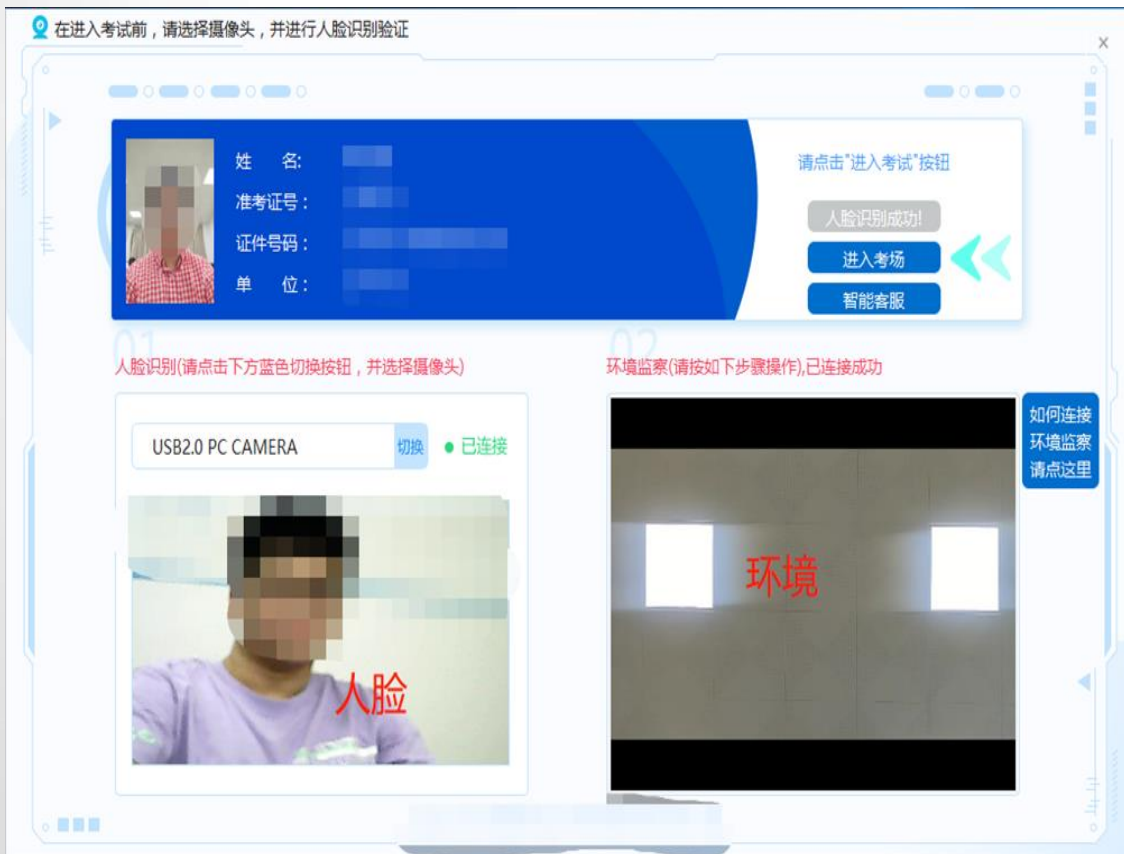 在进入考试前，请选择摄像头，并进行人脸识别验证
x
姓 名:
准考证号：
证件号码：
单 位：
请点击"进入考试"按钮
人脸识别成功!
进入考场
智能客服
01
人脸识别(请点击下方蓝色切换按钮，并选择摄像头)
USB2.0 PC CAMERA
切换
已连接
人脸
02
环境监察(请按如下步骤操作),已连接成功
环境
如何连接
环境监察
请点这里